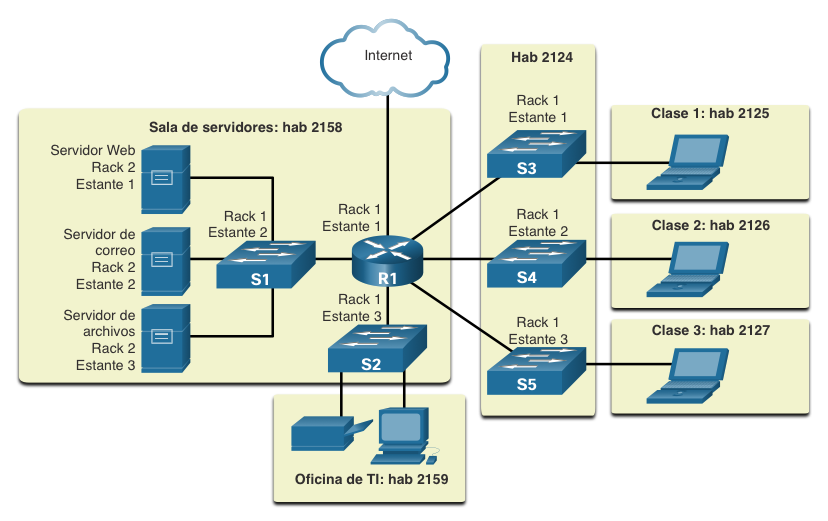 Internet
Sala de servidores: hab 2158
Servidor Web
Rack 2
Estante 1
Servidor de
correo
Rack 2
Estante 2
Servidor de
archivos
Rack 2
Estante 3
Rack 1
Estante 2
S1
Rack 1
Estante 1
R1
Rack 1
Estante 3
S2
Oficina de TI: hab 2159
Hab 2124
Rack 1
Estante 1
S3
Rack 1
Estante 2
S4
Rack 1
Estante 3
S5
Clase 1: hab 2125
Clase 2: hab 2126
Clase 3: hab 2127